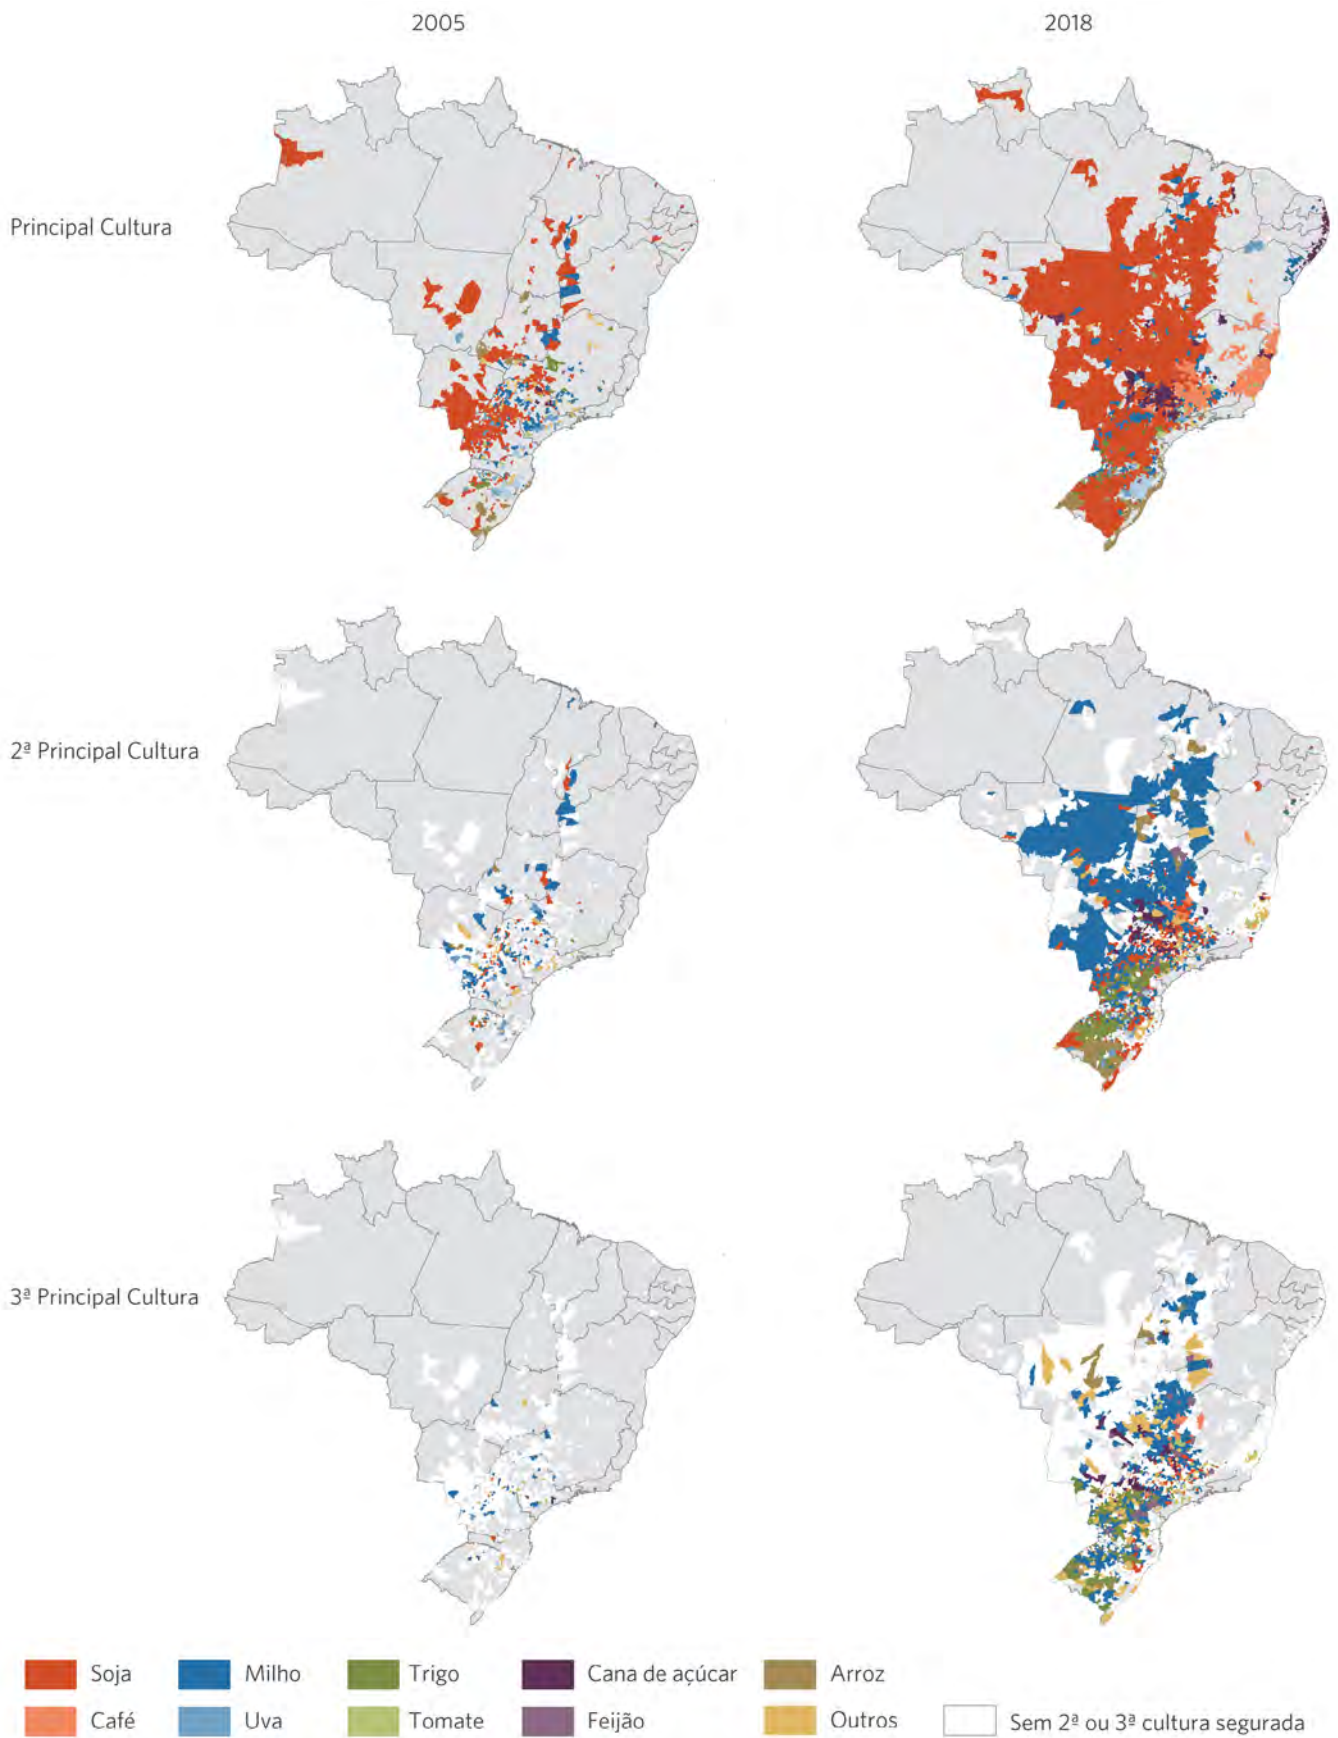 2005
2018
Principal Cultura
2ª Principal Cultura
3ª Principal Cultura
Soja
Milho
Trigo
Cana de açúcar
Arroz
Café
Uva
Tomate
Feijão
Outros
Sem 2ª ou 3ª cultura segurada